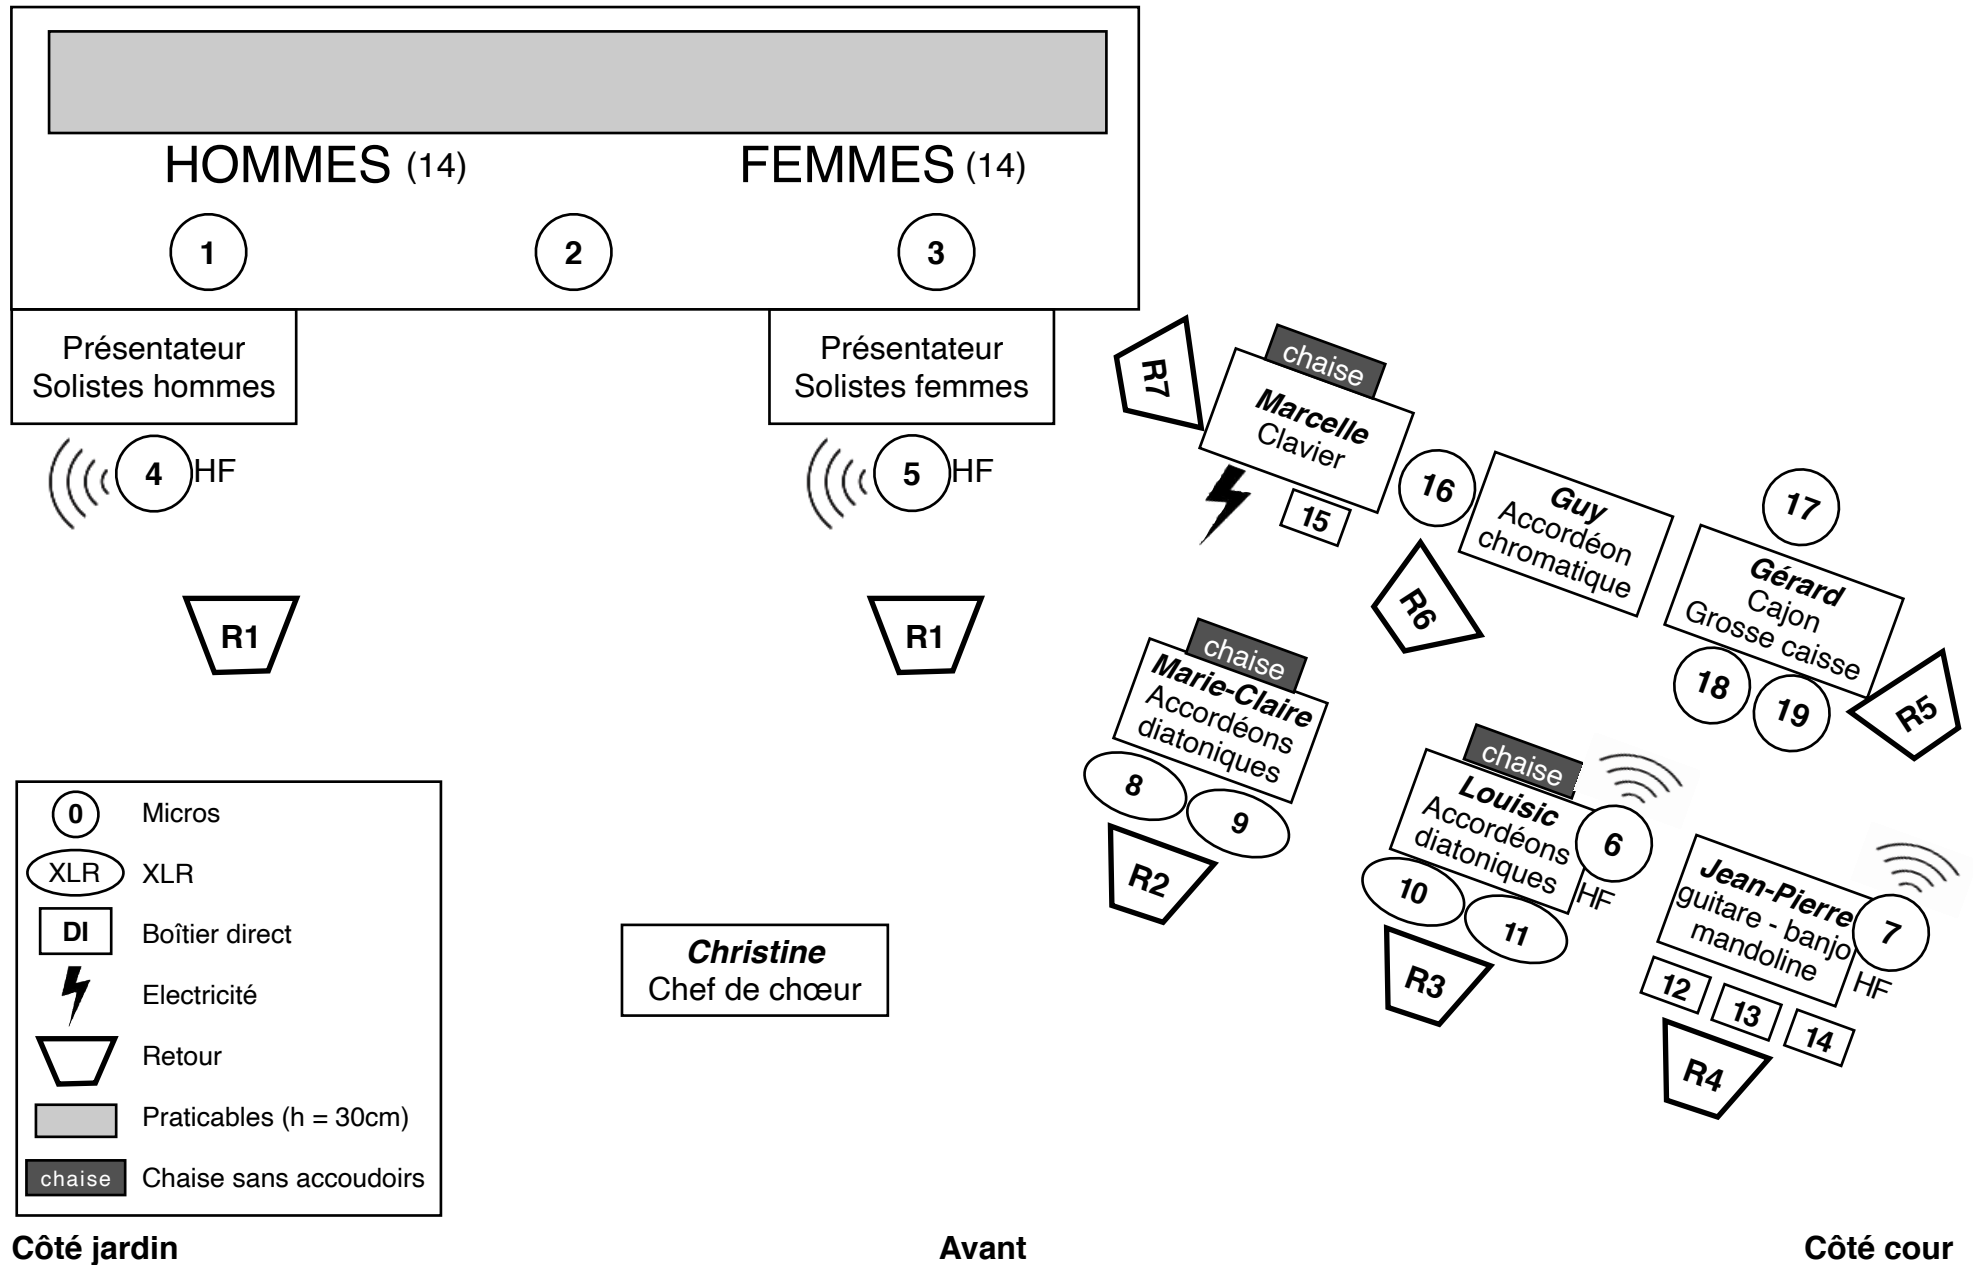 HOMMES (14)
FEMMES (14)
1
2
3
Présentateur
Solistes hommes
Présentateur
Solistes femmes
4
HF
5
HF
R1
R1
R7
chaise
Marcelle
Clavier
15
16
Guy
Accordéon
chromatique
R6
17
Gérard
Cajon
Grosse caisse
18
19
R5
chaise
Marie-Claire
Accordéons
diatoniques
8
9
R2
chaise
Louisic
Accordéons
diatoniques
6
HF
10
11
R3
Jean-Pierre
guitare - banjo
mandoline
7
HF
12
13
14
R4
Christine
Chef de chœur
0
Micros
XLR
XLR
DI
Boîtier direct
Electricité
Retour
Praticables (h = 30cm)
chaise
Chaise sans accoudoirs
Côté jardin
Avant
Côté cour